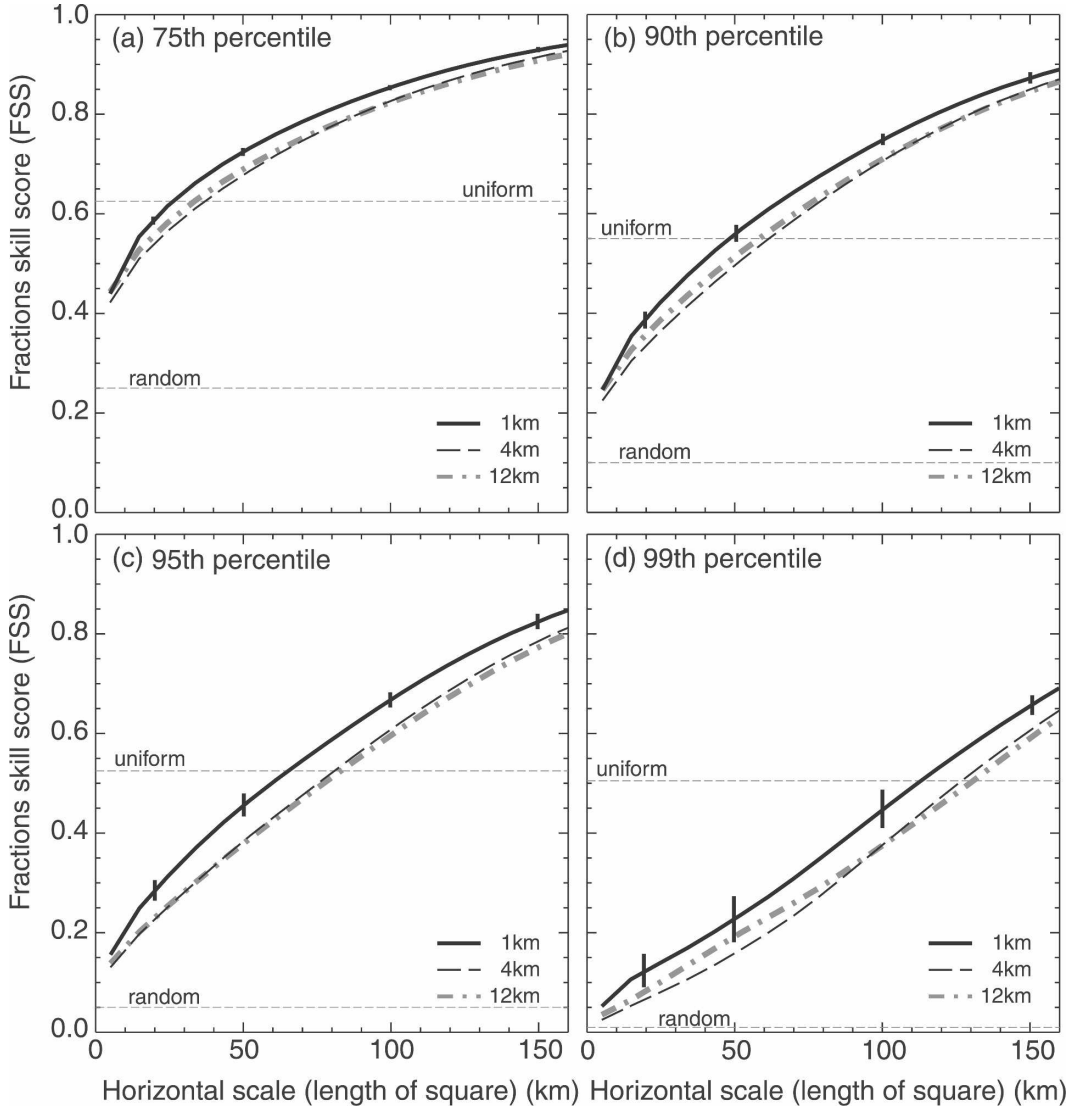 (a) 75th percentile
(b) 90th percentile
1.0
0.8
0.6
0.4
0.2
0.0
Fractions skill score (FSS)
uniform
random
1km
4km
12km
uniform
random
1km
4km
12km
(c) 95th percentile
(d) 99th percentile
1.0
0.8
0.6
0.4
0.2
0.0
Fractions skill score (FSS)
uniform
random
1km
4km
12km
uniform
random
1km
4km
12km
0 50 100 150
0 50 100 150
Horizontal scale (length of square) (km)
Horizontal scale (length of square) (km)